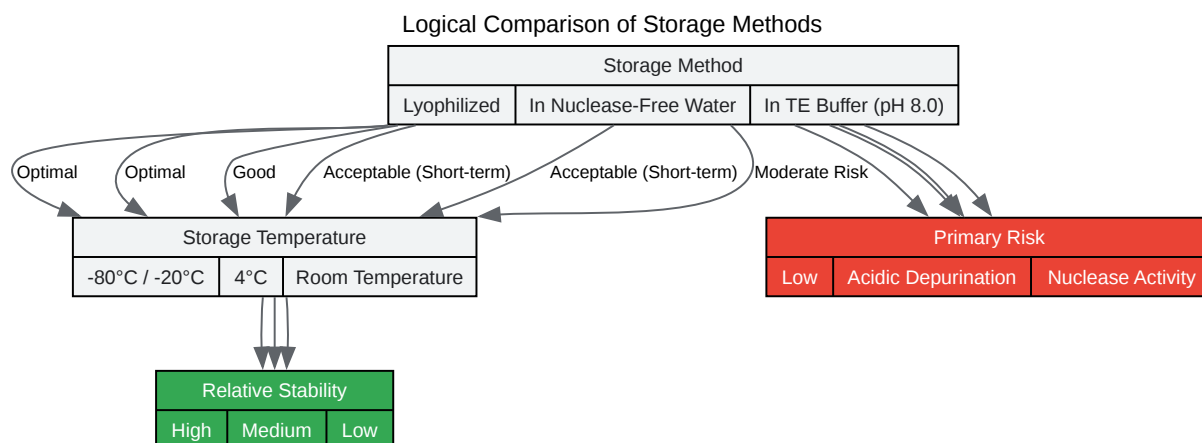 Logical Comparison of Storage Methods
Storage Method
Lyophilized In Nuclease-Free Water In TE Buffer (pH 8.0)
Optimal Optimal Good Acceptable (Short-term) Acceptable (Short-term) Moderate Risk
Storage Temperature Primary Risk
-80°C / -20°C 4°C Room Temperature Low Acidic Depurination Nuclease Activity
Relative Stability
High Medium Low